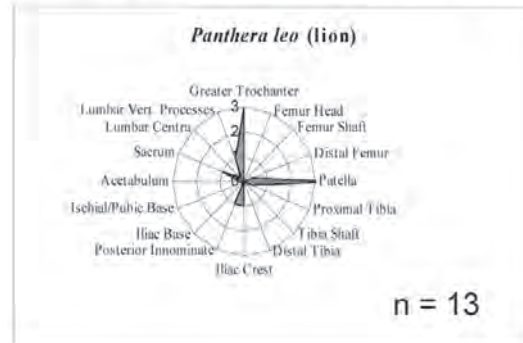 Panthera leo (lion)
Greater Trochanter
3
Lumbar Vert. Processes
Femur Head
2
Lumbar Centra
Femur Shaft
Sacrum
Distal Femur
Acetabulum
0
Patella
Ischial/Pubic Base
Proximal Tibia
Iliac Base
Tibia Shaft
Posterior Innominate
Distal Tibia
Iliac Crest
n = 13